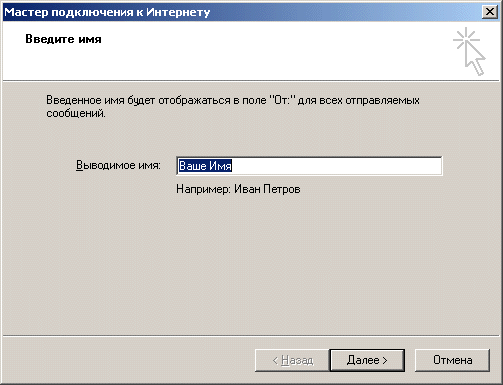 Мастер подключения к Интернету
Введите имя
Введенное имя будет отображаться в поле "От:" для всех отправляемых
сообщений.
Выводимое имя: Ваше Имя
Например: Иван Петров
< Назад Далее > Отмена